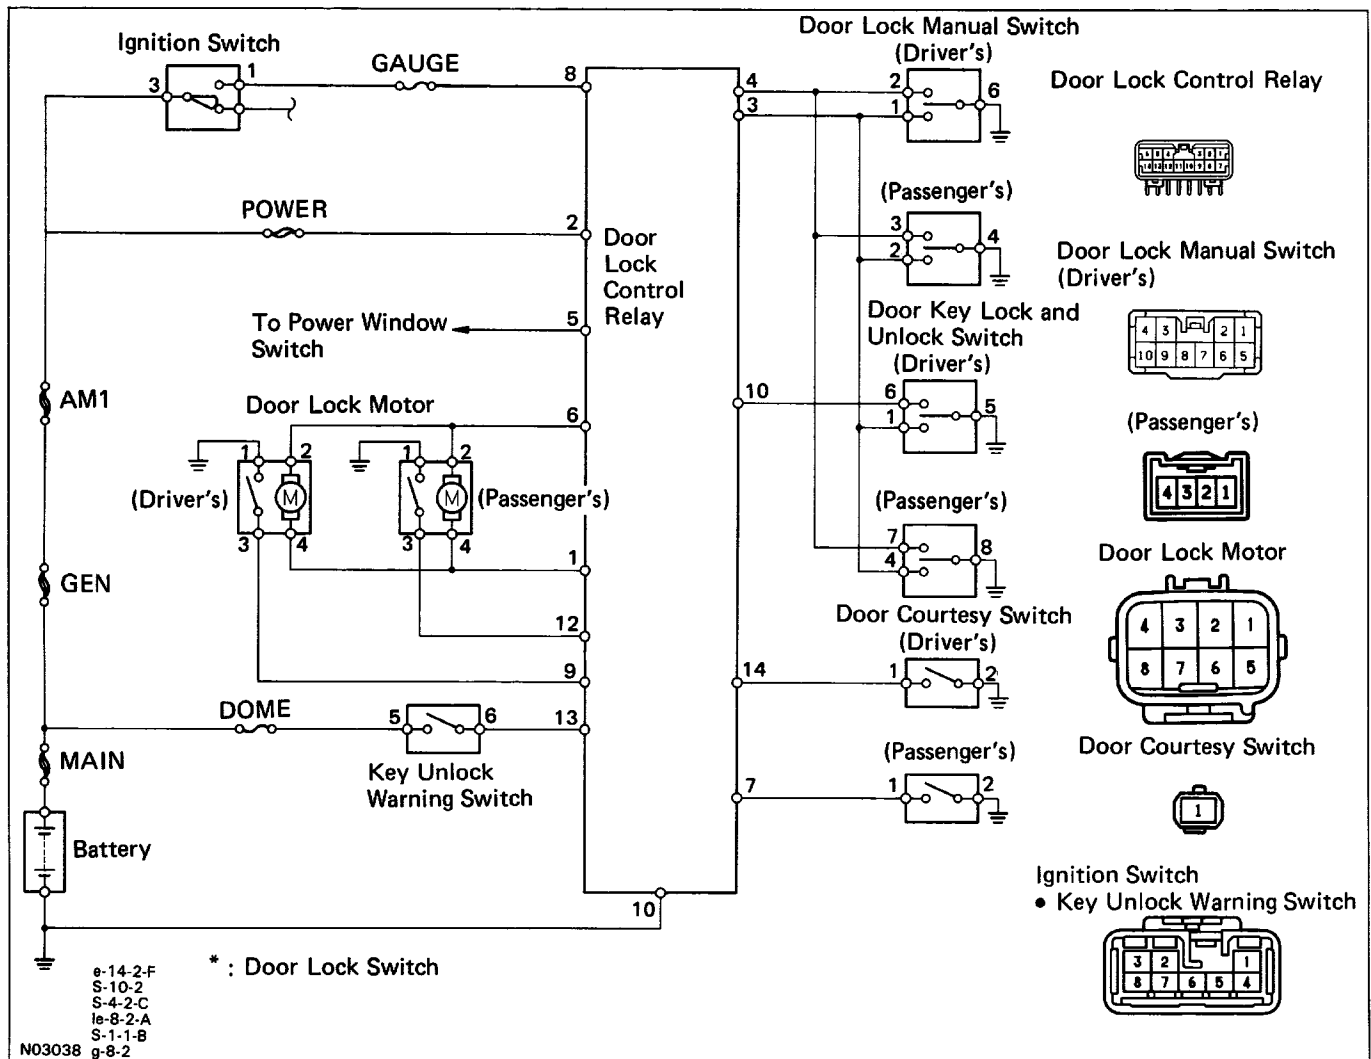 Ignition Switch
3
1
GAUGE
8
POWER
2
Door
Lock
Control
Relay
To Power Window
Switch
5
AM1
Door Lock Motor
6
1
2
1
2
(Driver's)
M
M
(Passenger's)
3
4
3
4
1
GEN
12
9
DOME
5
6
13
Key Unlock
Warning Switch
MAIN
Battery
10
* : Door Lock Switch
e-14-2-F
S-10-2
S-4-2-C
Ie-8-2-A
S-1-1-B
N03038 g-8-2
Door Lock Manual Switch
(Driver's)
4
3
2
1
6
(Passenger's)
3
2
4
Door Key Lock and
Unlock Switch
(Driver's)
10
6
1
5
(Passenger's)
7
4
8
Door Courtesy Switch
(Driver's)
14
1
2
(Passenger's)
7
1
2
Door Lock Control Relay
Door Lock Manual Switch
(Driver's)
4 3 2 1
10 9 8 7 6 5
(Passenger's)
4 3 2 1
Door Lock Motor
4 3 2 1
8 7 6 5
Door Courtesy Switch
1
Ignition Switch
● Key Unlock Warning Switch
3 2 1
8 7 6 5 4